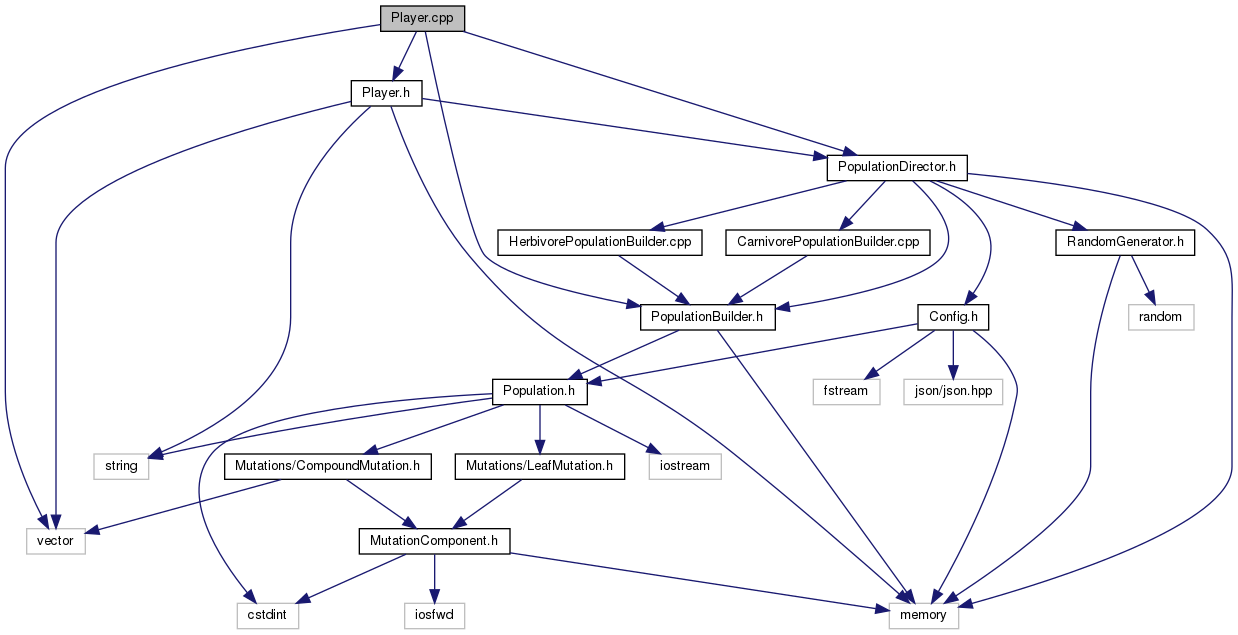 Player.cpp
Player.h
PopulationDirector.h
HerbivorePopulationBuilder.cpp
CarnivorePopulationBuilder.cpp
RandomGenerator.h
PopulationBuilder.h
Config.h
random
Population.h
fstream
json/json.hpp
string
Mutations/CompoundMutation.h
Mutations/LeafMutation.h
iostream
vector
MutationComponent.h
cstdint
iosfwd
memory